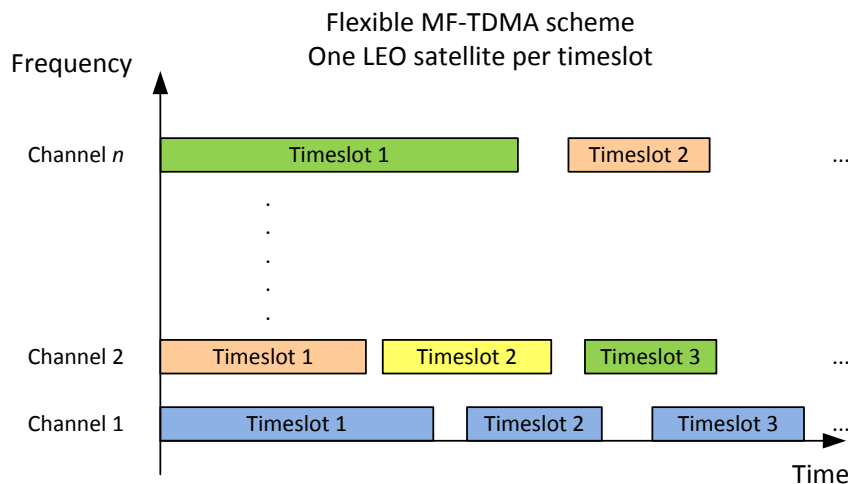 Flexible MF-TDMA scheme
One LEO satellite per timeslot
Frequency
Channel n
Timeslot 1
Timeslot 2
...
.
.
.
.
.
Channel 2
Timeslot 1
Timeslot 2
Timeslot 3
...
Channel 1
Timeslot 1
Timeslot 2
Timeslot 3
...
Time